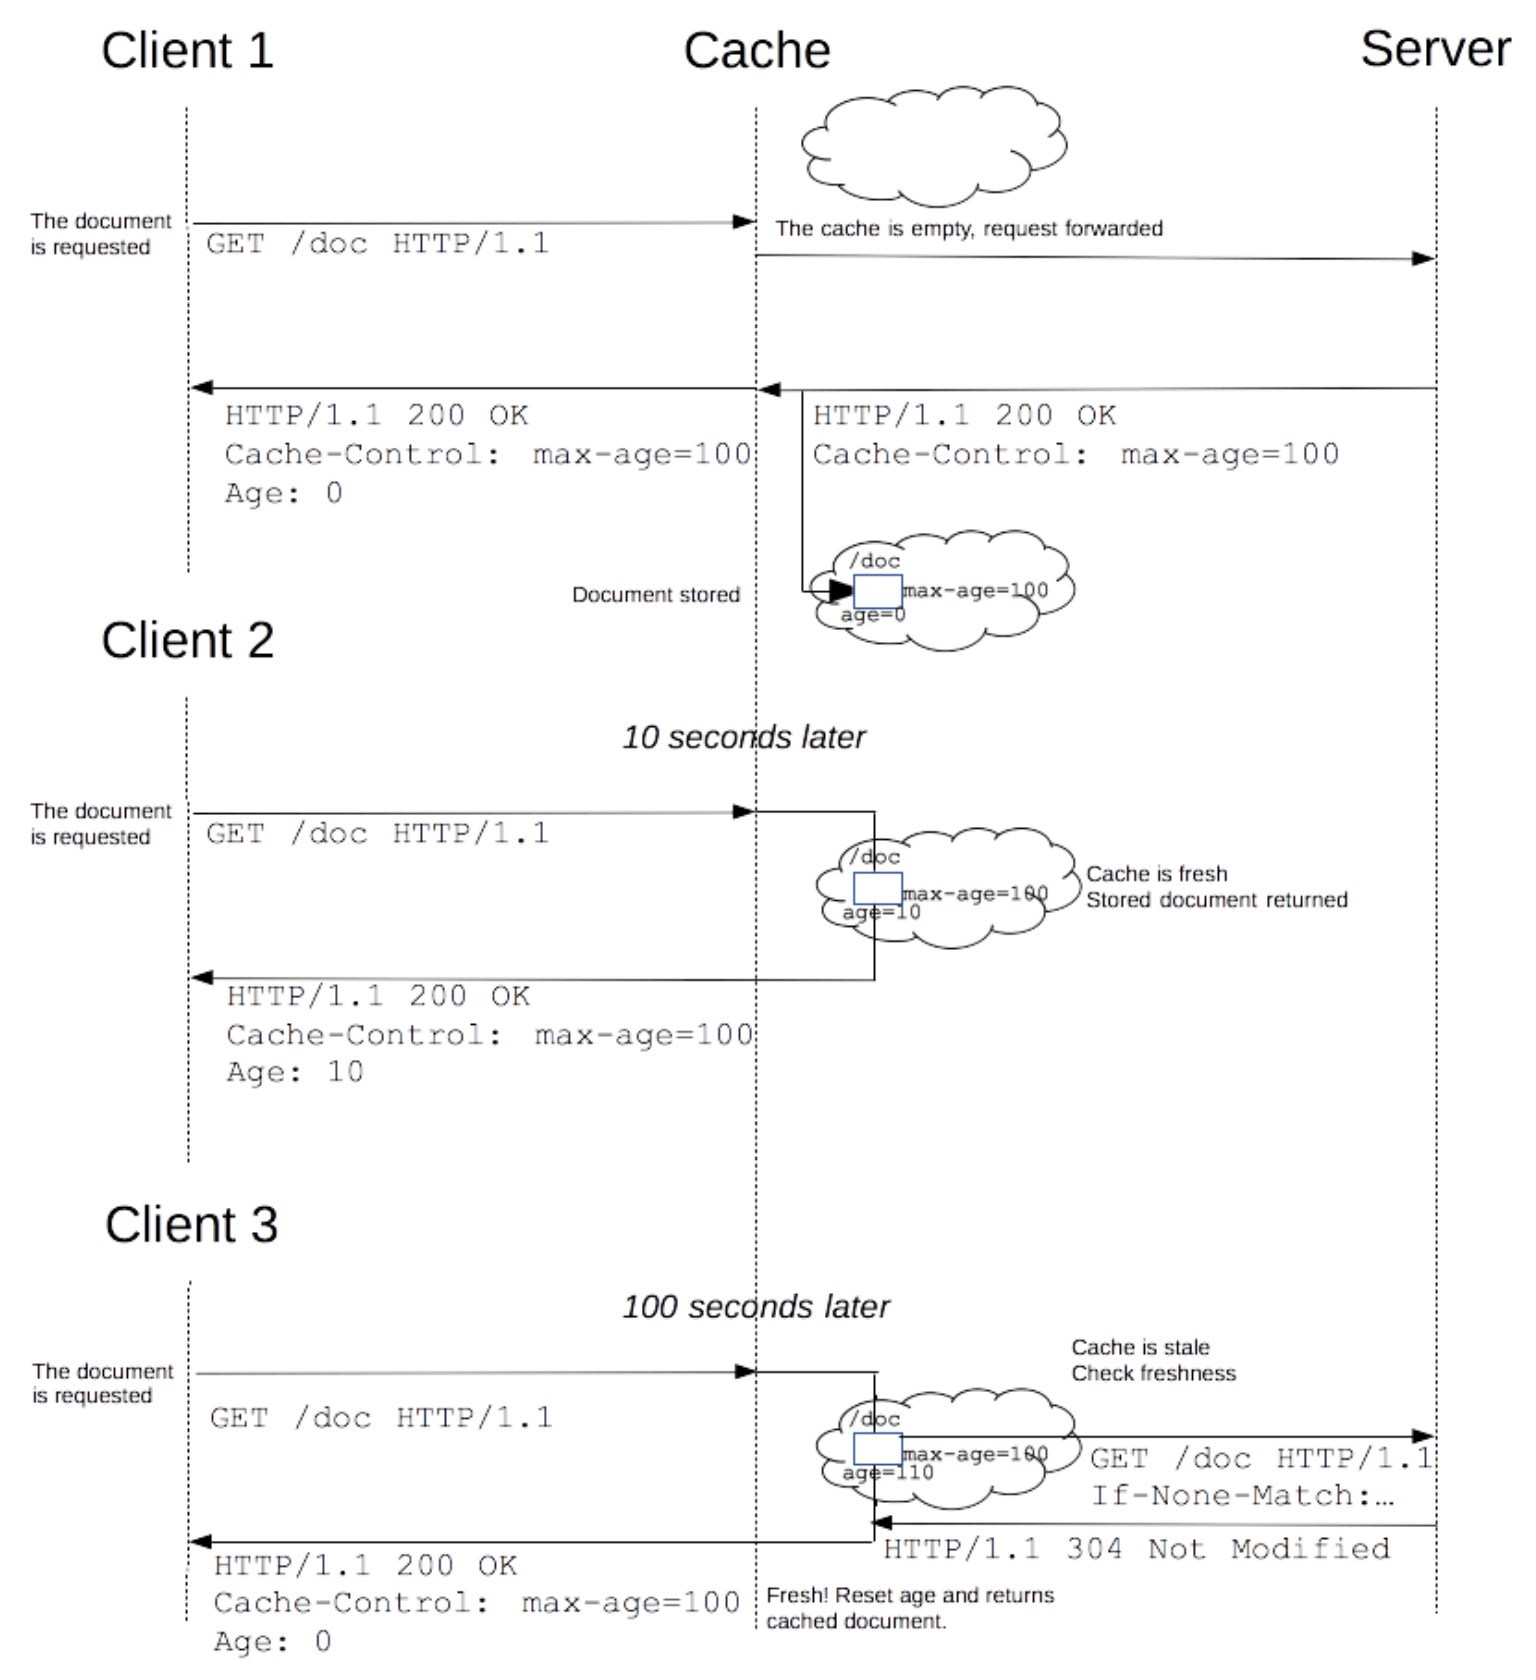 Client 1
Cache
Server
The document
is requested
GET /doc HTTP/1.1
The cache is empty, request forwarded
HTTP/1.1 200 OK
Cache-Control: max-age=100
Age: 0
HTTP/1.1 200 OK
Cache-Control: max-age=100
Document stored
/doc
max-age=100
age=0
Client 2
10 seconds later
The document
is requested
GET /doc HTTP/1.1
/doc
max-age=100
age=10
Cache is fresh
Stored document returned
HTTP/1.1 200 OK
Cache-Control: max-age=100
Age: 10
Client 3
100 seconds later
The document
is requested
GET /doc HTTP/1.1
Cache is stale
Check freshness
/doc
max-age=100
age=110
GET /doc HTTP/1.1
If-None-Match:…
HTTP/1.1 304 Not Modified
HTTP/1.1 200 OK
Cache-Control: max-age=100
Age: 0
Fresh! Reset age and returns
cached document.